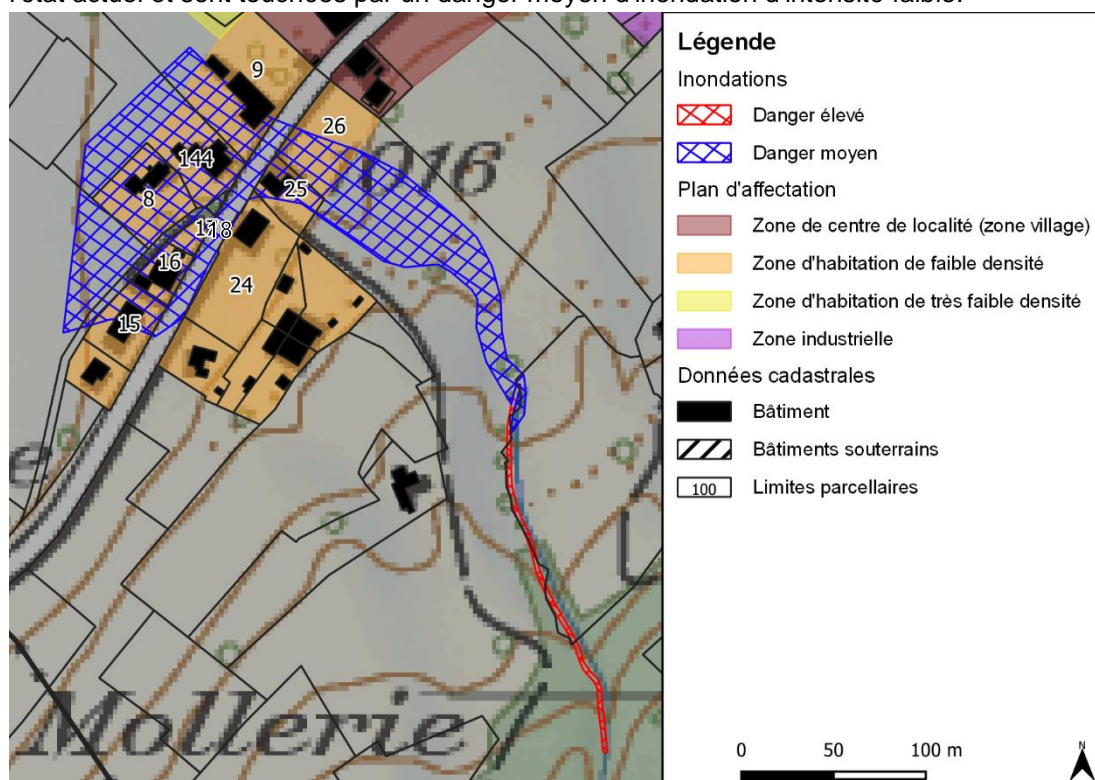 l'état actuel et sont touchées par un danger moyen d'inondation d'intensité faible.
9
26
1016
144
8
25
18
16
24
15
Mollerie
Légende
Inondations
Danger élevé
Danger moyen
Plan d'affectation
Zone de centre de localité (zone village)
Zone d'habitation de faible densité
Zone d'habitation de très faible densité
Zone industrielle
Données cadastrales
Bâtiment
Bâtiments souterrains
100 Limites parcellaires
0 50 100 m
N